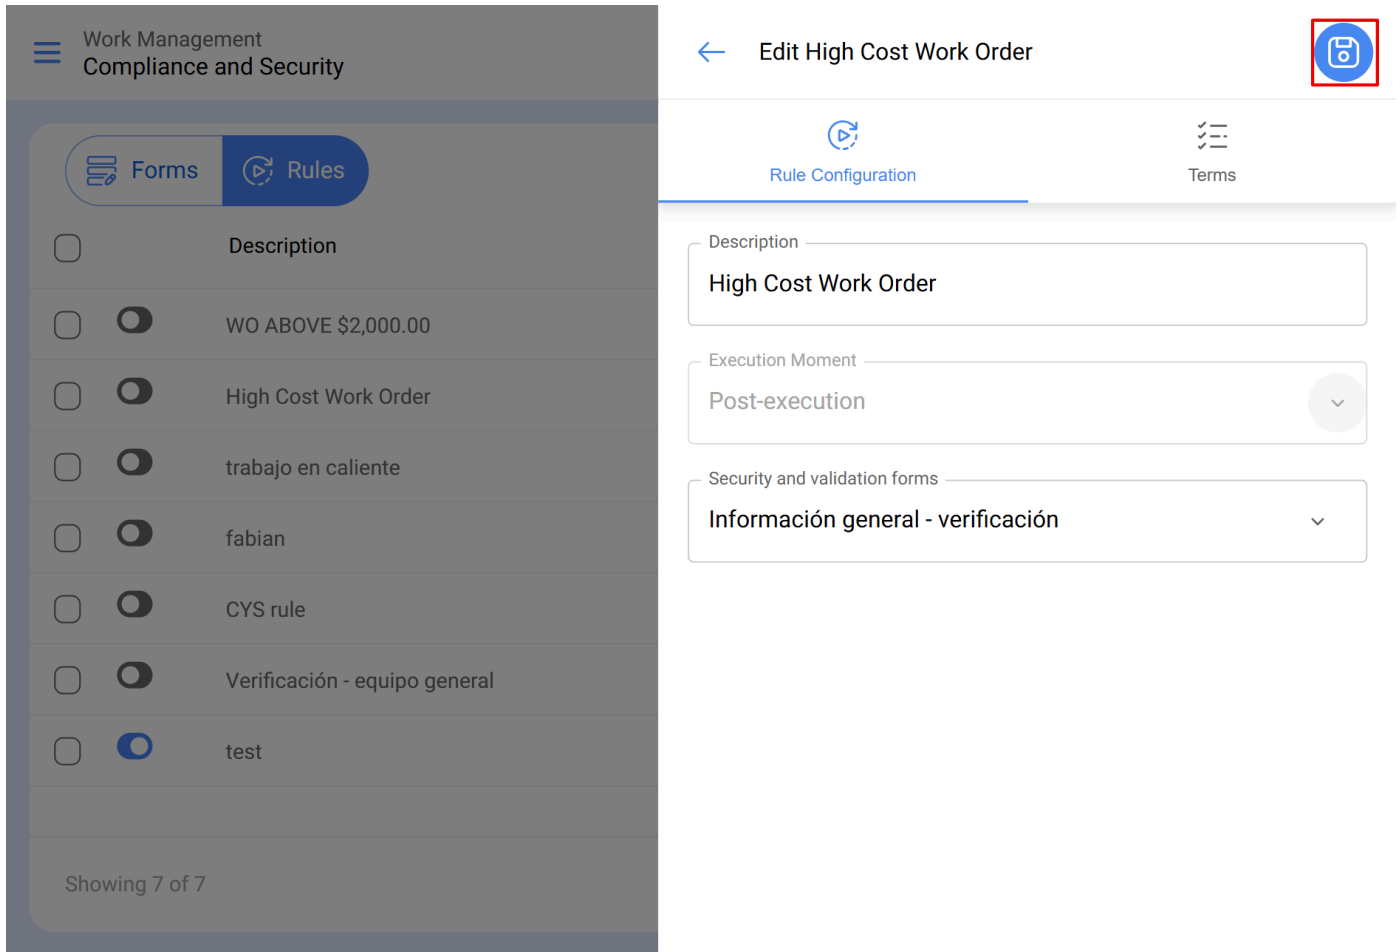 Work Management
Compliance and Security
Forms
Rules
Description
WO ABOVE $2,000.00
High Cost Work Order
trabajo en caliente
fabian
CYS rule
Verificación - equipo general
test
Showing 7 of 7
Edit High Cost Work Order
Rule Configuration
Terms
Description
High Cost Work Order
Execution Moment
Post-execution
Security and validation forms
Información general - verificación